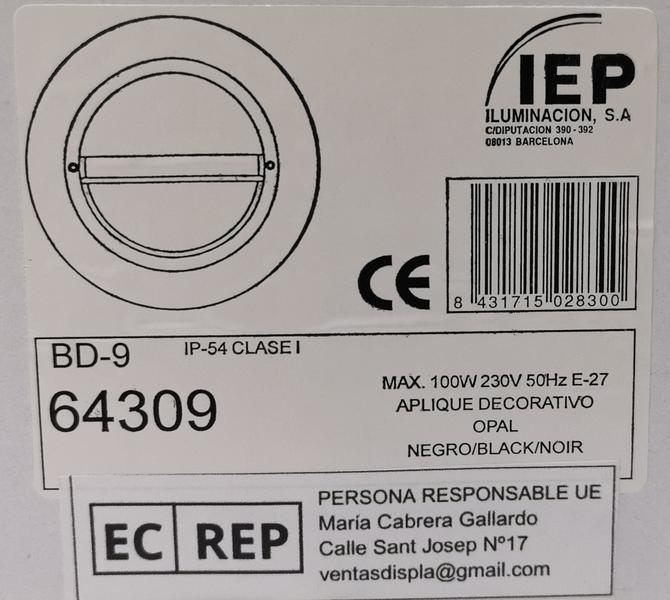 IEP
ILUMINACION, S.A
C/DIPUTACION 390 - 392
08013 BARCELONA
CE
8 431715 028300
BD-9 IP-54 CLASE I
64309
MAX. 100W 230V 50Hz E-27
APLIQUE DECORATIVO
OPAL
NEGRO/BLACK/NOIR
EC REP
PERSONA RESPONSABLE UE
María Cabrera Gallardo
Calle Sant Josep Nº17
ventasdispla@gmail.com